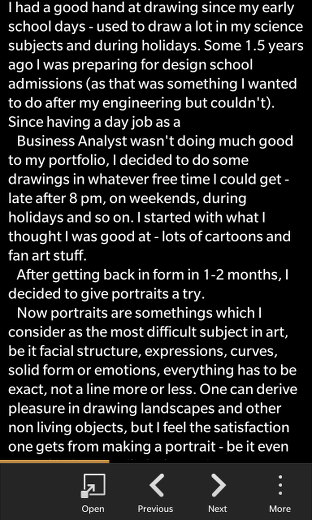 I had a good hand at drawing since my early
school days - used to draw a lot in my science
subjects and during holidays. Some 1.5 years
ago I was preparing for design school
admissions (as that was something I wanted
to do after my engineering but couldn't).
Since having a day job as a
Business Analyst wasn't doing much good
to my portfolio, I decided to do some
drawings in whatever free time I could get -
late after 8 pm, on weekends, during
holidays and so on. I started with what I
thought I was good at - lots of cartoons and
fan art stuff.
After getting back in form in 1-2 months, I
decided to give portraits a try.
Now portraits are somethings which I
consider as the most difficult subject in art,
be it facial structure, expressions, curves,
solid form or emotions, everything has to be
exact, not a line more or less. One can derive
pleasure in drawing landscapes and other
non living objects, but I feel the satisfaction
one gets from making a portrait - be it even
Open Previous Next More